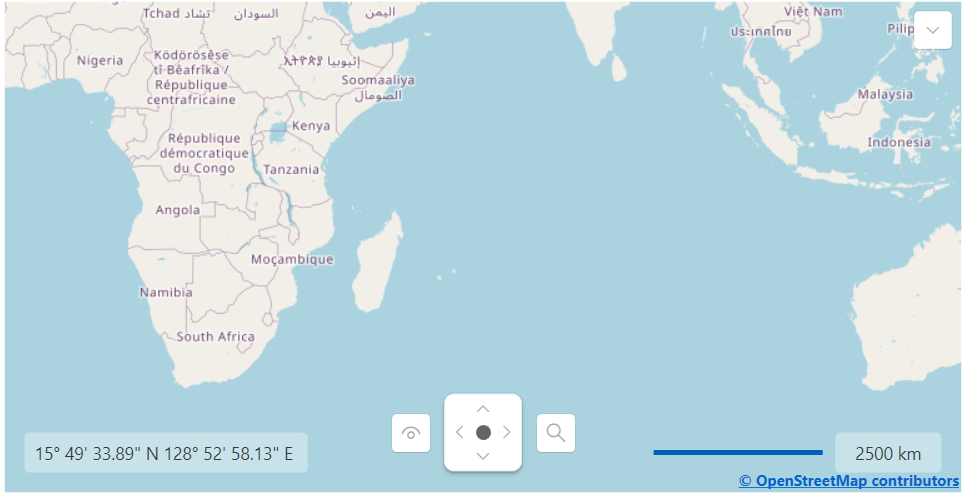 Tchad تشاد
السودان
اليمن
Việt Nam
ประเทศไทย
Pilip
Nigeria
Ködörösêse
tî Bêafrîka /
République
centrafricaine
ኢትዮጵያ إثيوبيا
Soomaaliya
الصومال
Malaysia
Kenya
Indonesia
République
démocratique
du Congo
Tanzania
Angola
Moçambique
Namibia
South Africa
15° 49' 33.89" N 128° 52' 58.13" E
2500 km
© OpenStreetMap contributors